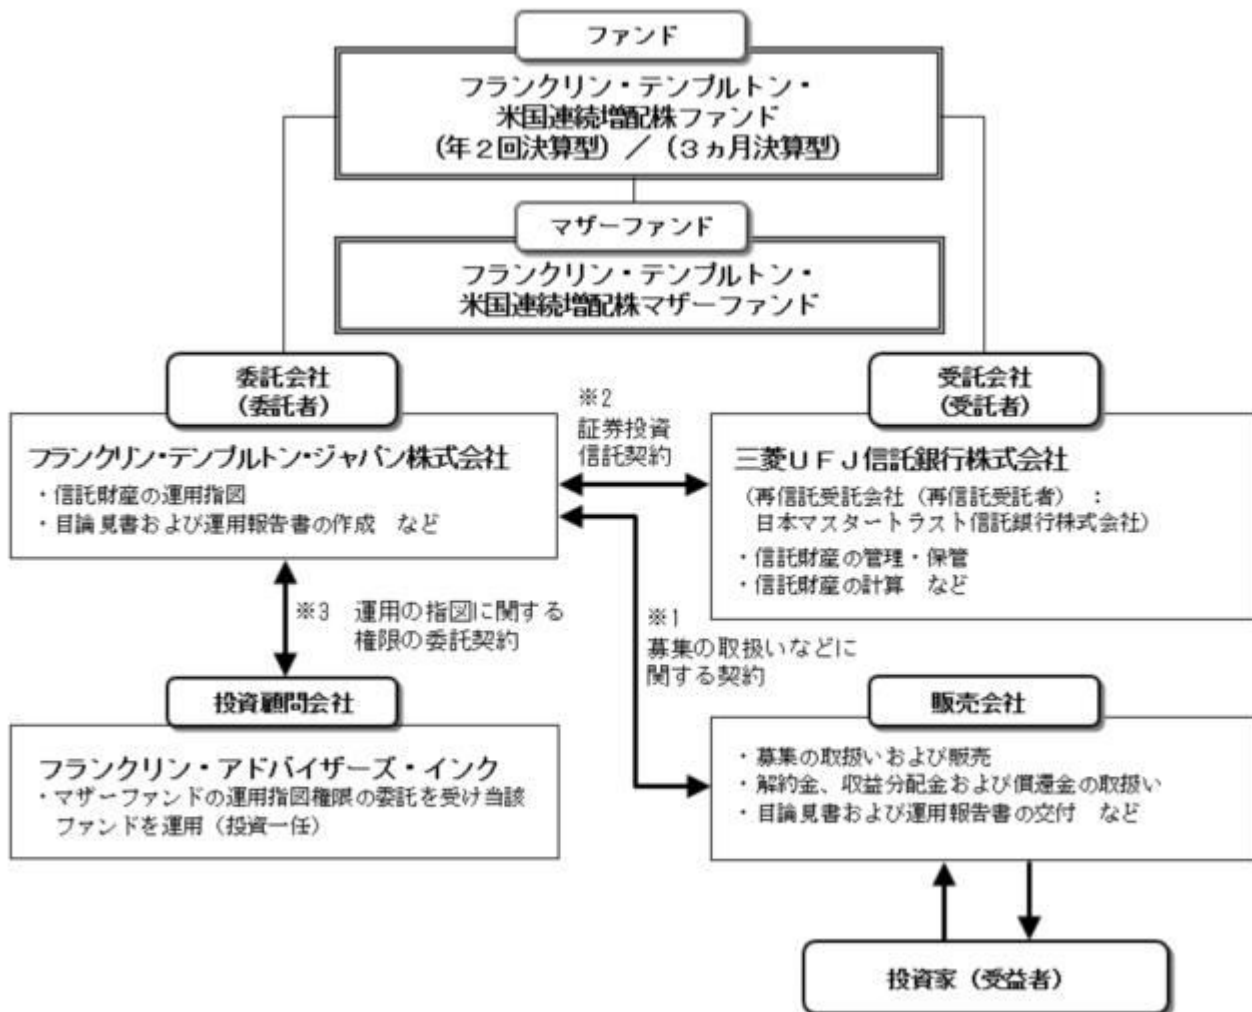 ファンド
フランクリン・テンプルトン・
米国連続増配株ファンド
(年2回決算型) / (3ヵ月決算型)
マザーファンド
フランクリン・テンプルトン・
米国連続増配株マザーファンド
委託会社
(委託者)
フランクリン・テンプルトン・ジャパン株式会社
・信託財産の運用指図
・目論見書および運用報告書の作成 など
※2
証券投資
信託契約
受託会社
(受託者)
三菱UFJ信託銀行株式会社
(再信託受託会社(再信託受託者) :
日本マスタートラスト信託銀行株式会社)
・信託財産の管理・保管
・信託財産の計算 など
※3 運用の指図に関する
権限の委託契約
※1
募集の取扱いなどに
関する契約
投資顧問会社
フランクリン・アドバイザーズ・インク
・マザーファンドの運用指図権限の委託を受け当該
ファンドを運用(投資一任)
販売会社
・募集の取扱いおよび販売
・解約金、収益分配金および償還金の取扱い
・目論見書および運用報告書の交付 など
投資家(受益者)